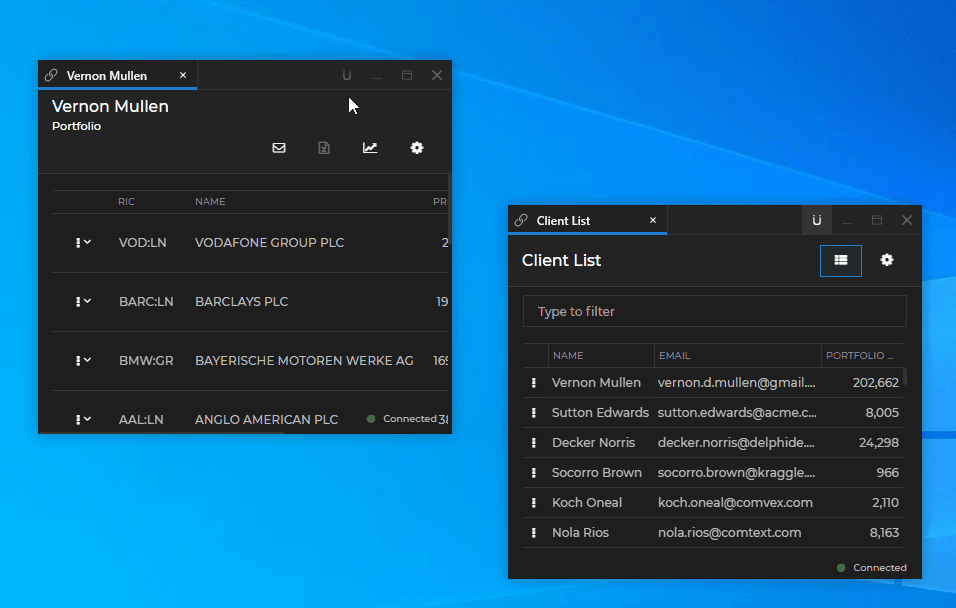 Vernon Mullen
Vernon Mullen
Portfolio
RIC NAME PR
VOD:LN VODAFONE GROUP PLC 2
BARC:LN BARCLAYS PLC 19
BMW:GR BAYERISCHE MOTOREN WERKE AG 169
AAL:LN ANGLO AMERICAN PLC Connected 38
Client List
Client List
Type to filter
NAME EMAIL PORTFOLIO ...
Vernon Mullen vernon.d.mullen@gmail.... 202,662
Sutton Edwards sutton.edwards@acme.c... 8,005
Decker Norris decker.norris@delphide.... 24,298
Socorro Brown socorro.brown@kraggle.... 966
Koch Oneal koch.oneal@comvex.com 2,110
Nola Rios nola.rios@comtext.com 8,163
Connected